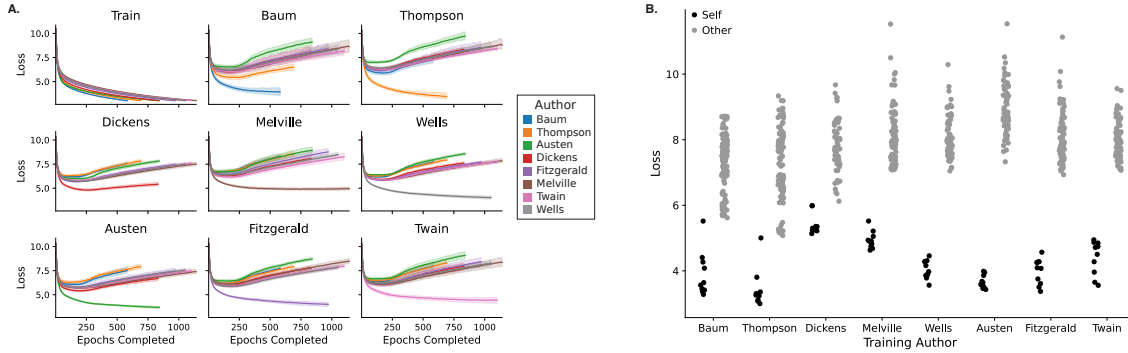 A.
Train
Baum
Thompson
Loss
10.0
7.5
5.0
Dickens
Melville
Wells
Loss
10.0
7.5
5.0
Austen
Fitzgerald
Twain
Loss
10.0
7.5
5.0
250 500 750 1000
250 500 750 1000
250 500 750 1000
Epochs Completed
Epochs Completed
Epochs Completed
Author
Baum
Thompson
Austen
Dickens
Fitzgerald
Melville
Twain
Wells
B.
Self
Other
Loss
10
8
6
4
Baum Thompson Dickens Melville Wells Austen Fitzgerald Twain
Training Author